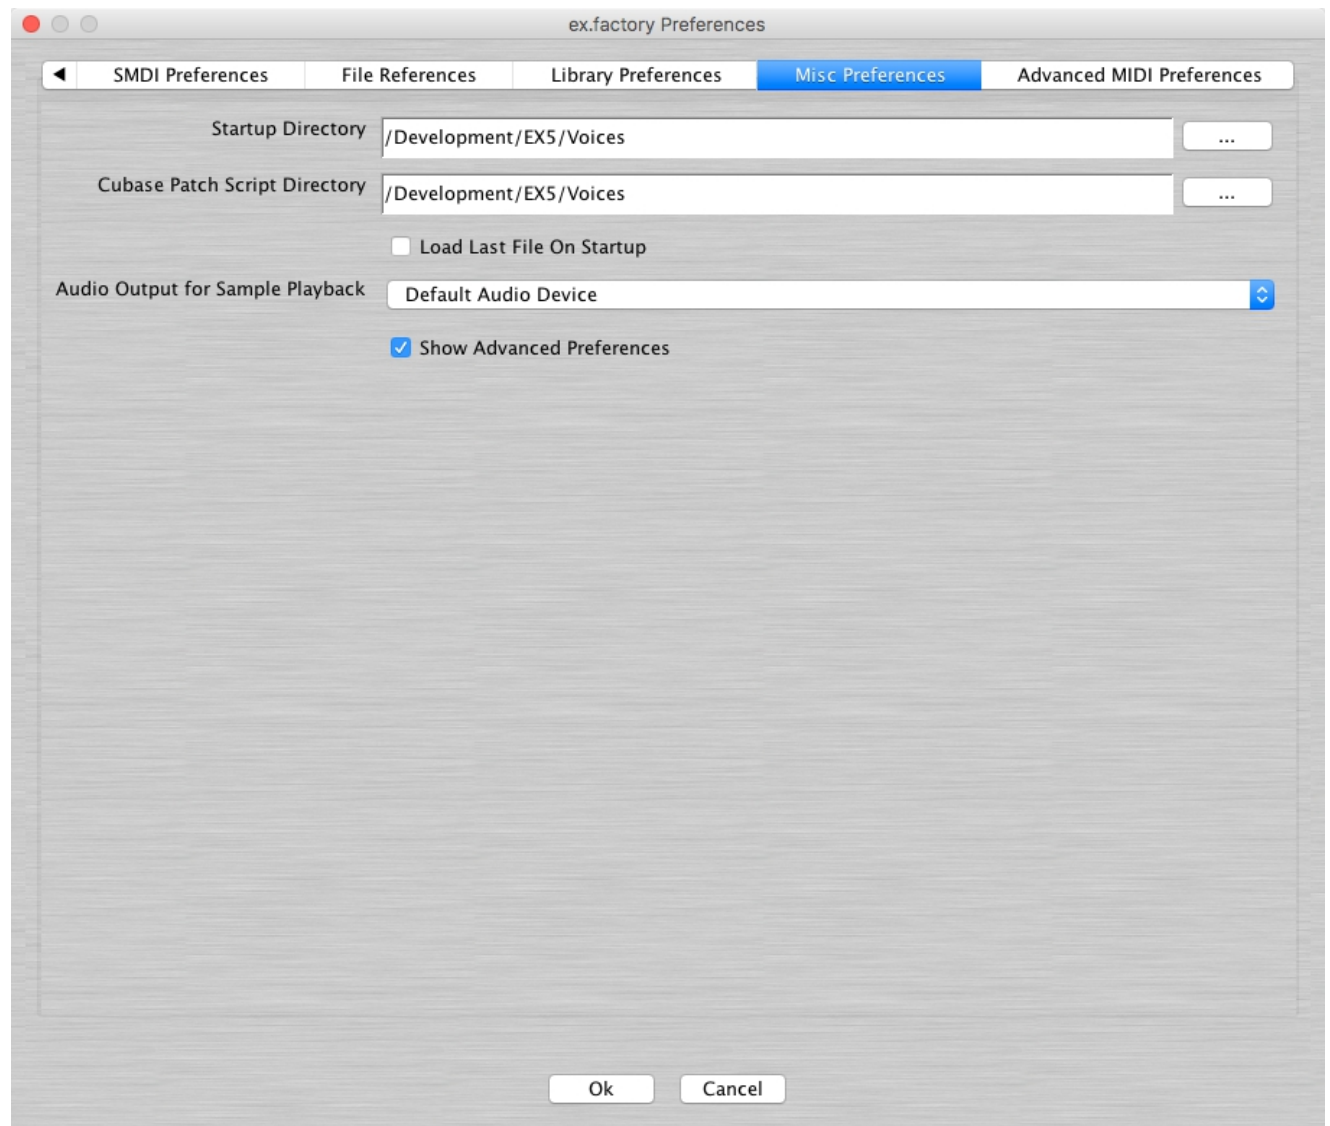 ex.factory Preferences
◀ SMDI Preferences File References Library Preferences Misc Preferences Advanced MIDI Preferences
Startup Directory /Development/EX5/Voices ...
Cubase Patch Script Directory /Development/EX5/Voices ...
Load Last File On Startup
Audio Output for Sample Playback Default Audio Device
Show Advanced Preferences
Ok Cancel